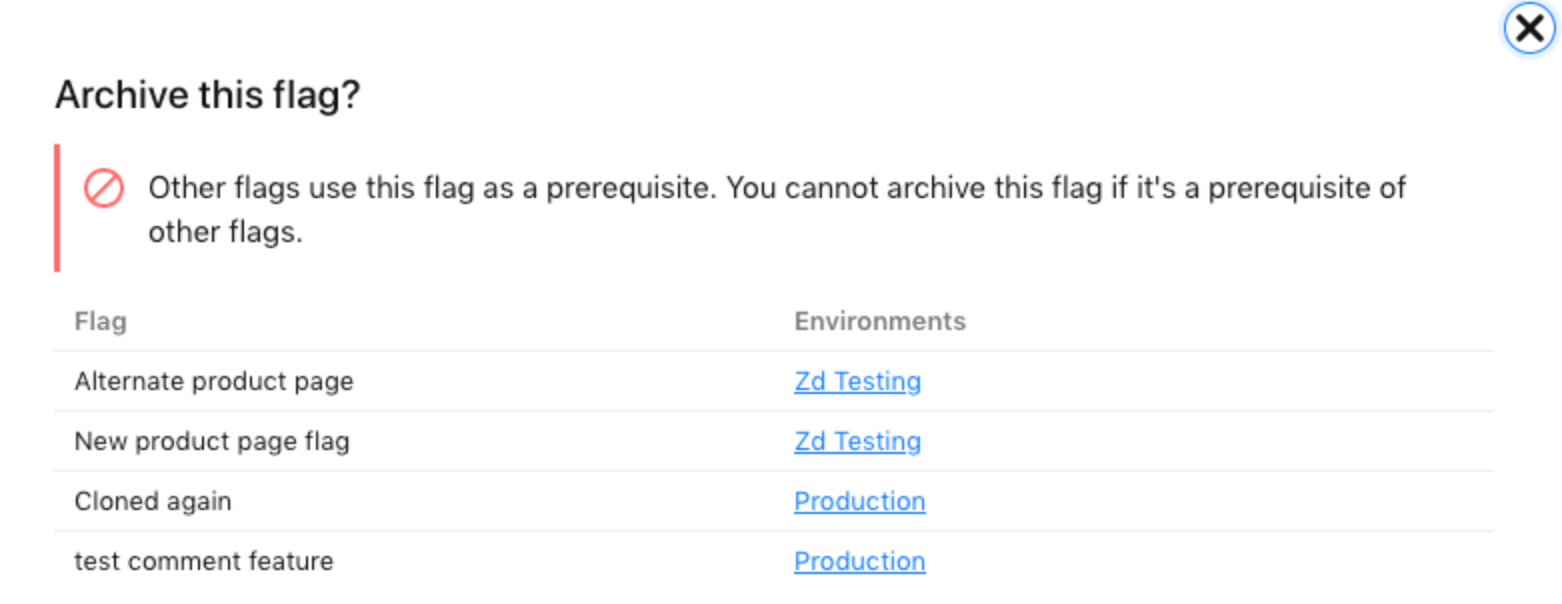 Archive this flag?
Other flags use this flag as a prerequisite. You cannot archive this flag if it's a prerequisite of
other flags.
Flag Environments
Alternate product page Zd Testing
New product page flag Zd Testing
Cloned again Production
test comment feature Production